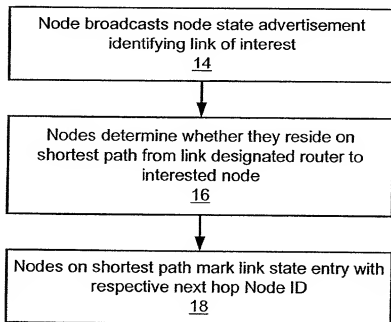 Node broadcasts node state advertisement
identifying link of interest
14
Nodes determine whether they reside on
shortest path from link designated router to
interested node
16
Nodes on shortest path mark link state entry with
respective next hop Node ID
18